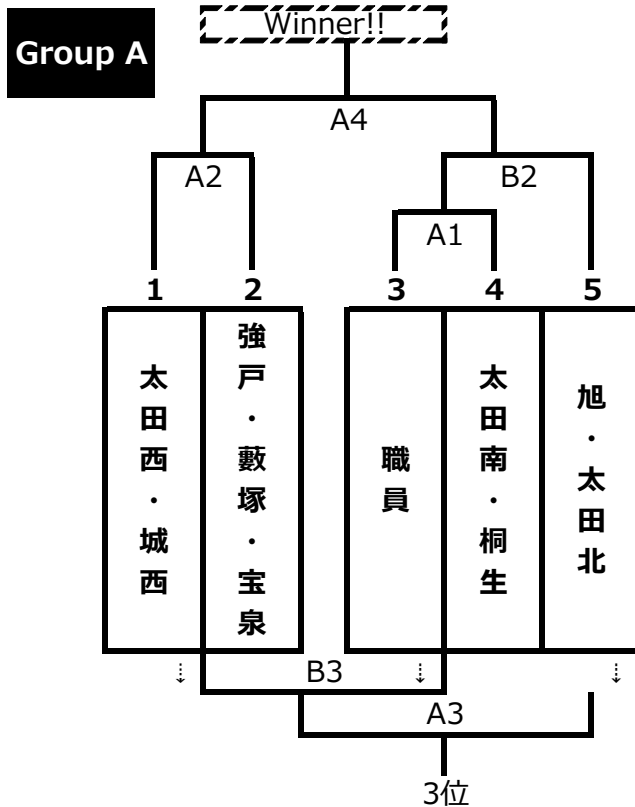 Winner!!
Group A
A4
A2
B2
A1
1
2
3
4
5
太田西・城西
強戸・藪塚・宝泉
職員
太田南・桐生
旭・太田北
↓
B3
↓
↓
A3
3位